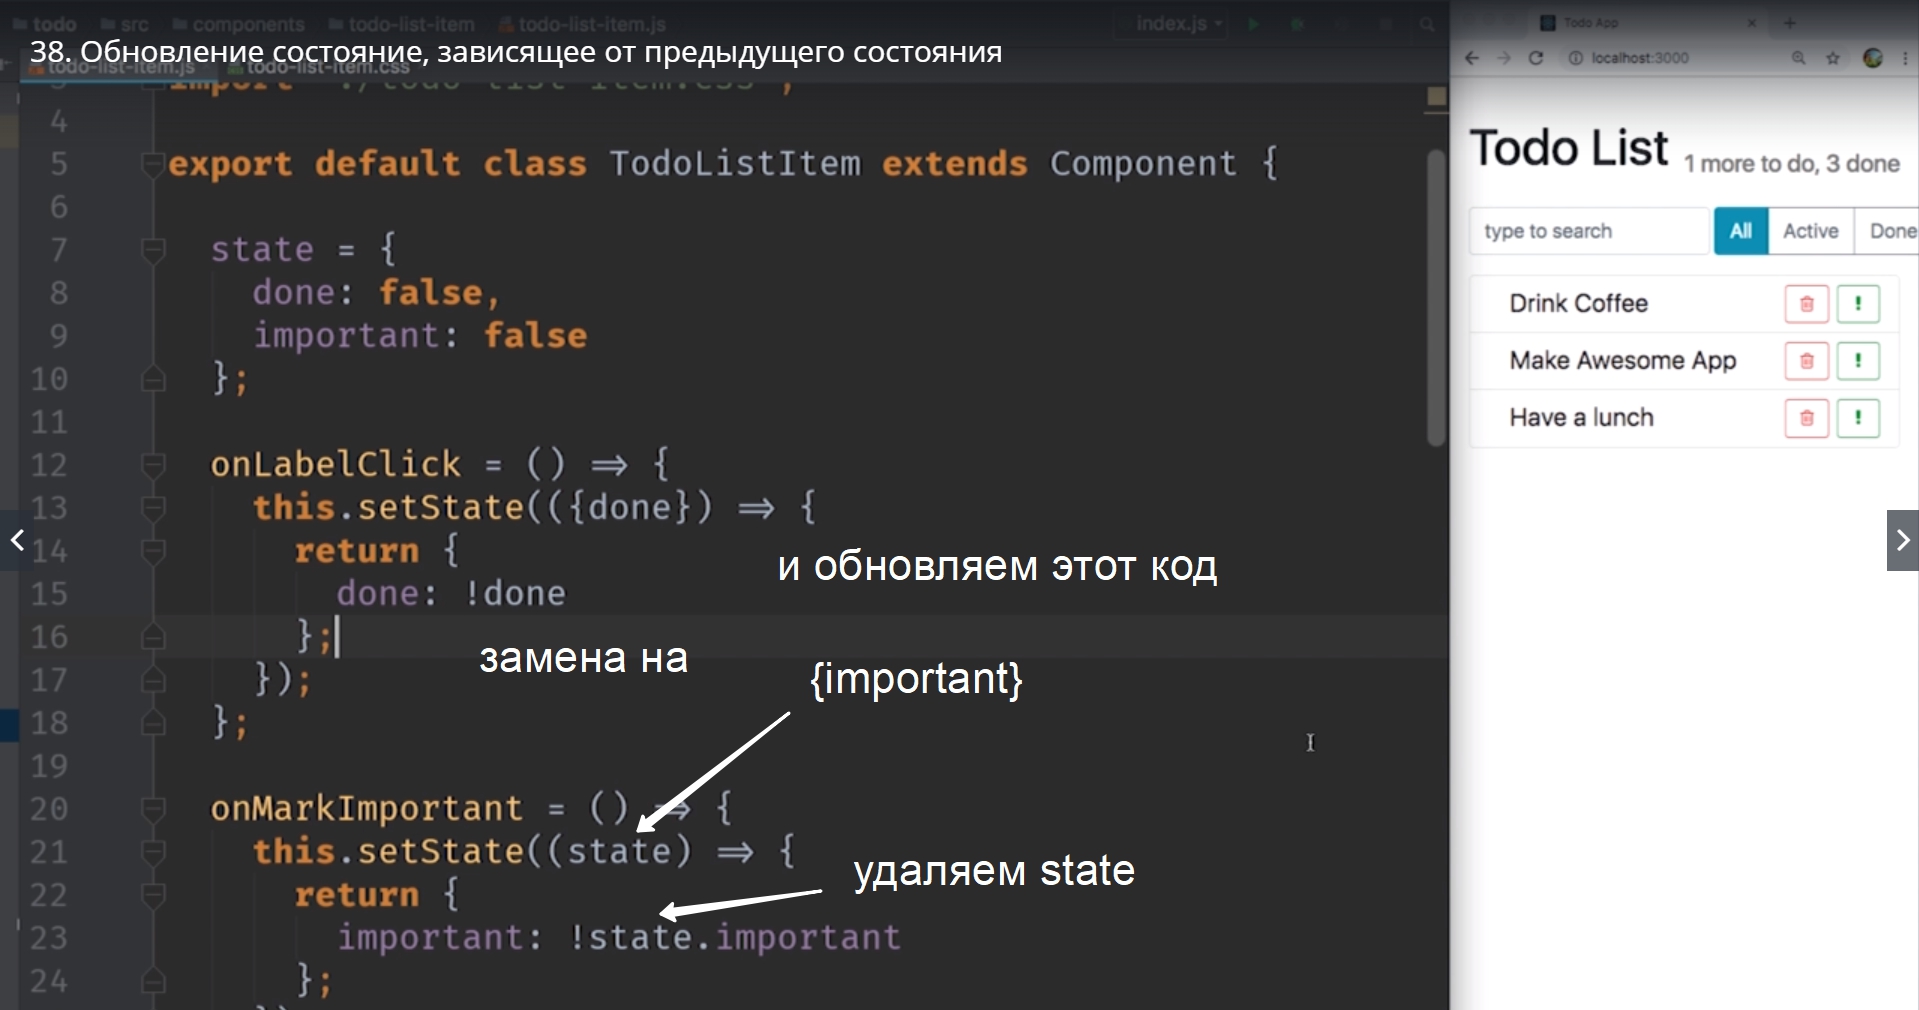 todo src components todo-list-item todo-list-item.js index.js
38. Обновление состояние, зависящее от предыдущего состояния
todo-list-item.js todo-list-item.css
3 import './todo-list-item.css';
4
5 export default class TodoListItem extends Component {
6
7 state = {
8 done: false,
9 important: false
10 };
11
12 onLabelClick = () => {
13 this.setState(({done}) => {
14 return {
и обновляем этот код
15 done: !done
16 };
замена на
{important}
17 });
18 };
19
20 onMarkImportant = () => {
21 this.setState((state) => {
удаляем state
22 return {
23 important: !state.important
24 };
Todo App
localhost:3000
Todo List 1 more to do, 3 done
type to search All Active Done
Drink Coffee !
Make Awesome App !
Have a lunch !